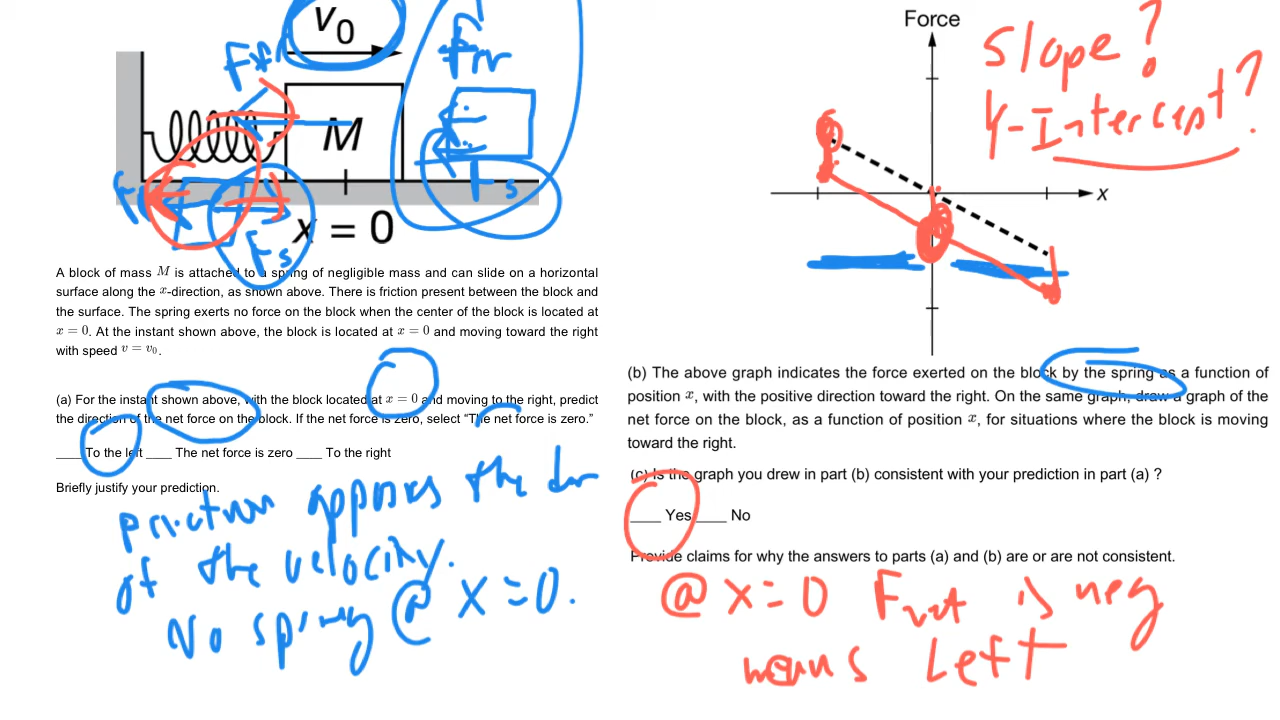 v0
Ffr
Ffr
M
Fs
Fs
x = 0
A block of mass M is attached to a spring of negligible mass and can slide on a horizontal
surface along the x-direction, as shown above. There is friction present between the block and
the surface. The spring exerts no force on the block when the center of the block is located at
x = 0. At the instant shown above, the block is located at x = 0 and moving toward the right
with speed v = v0.
(a) For the instant shown above, with the block located at x = 0 and moving to the right, predict
the direction of the net force on the block. If the net force is zero, select “The net force is zero.”
____ To the left ____ The net force is zero ____ To the right
Briefly justify your prediction.
friction opposes the dir
of the velocity.
No spring @ x = 0.
Force
x
Slope?
Y-Intercept?
(b) The above graph indicates the force exerted on the block by the spring as a function of
position x, with the positive direction toward the right. On the same graph, draw a graph of the
net force on the block, as a function of position x, for situations where the block is moving
toward the right.
(c) Is the graph you drew in part (b) consistent with your prediction in part (a) ?
____ Yes ____ No
Provide claims for why the answers to parts (a) and (b) are or are not consistent.
@ x = 0 Fnet is neg
means Left